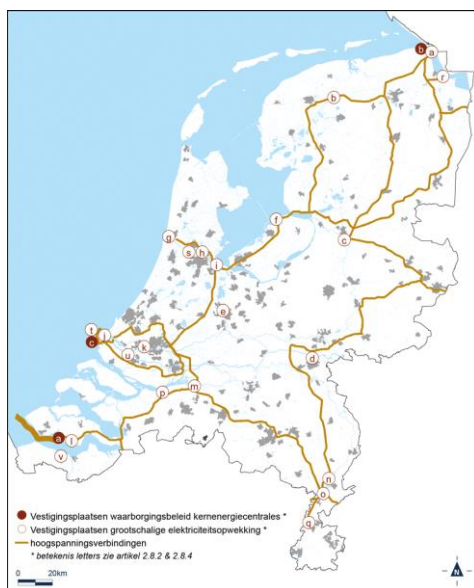 b
a
r
b
f
c
g
s
h
i
e
t
j
c
k
u
d
m
p
a
l
v
n
o
q
Vestigingsplaatsen waarborgingsbeleid kernenergiecentrales *
Vestigingsplaatsen grootschalige elektriciteitsopwekking *
hoogspanningsverbindingen
* betekenis letters zie artikel 2.8.2 & 2.8.4
0 20km
N